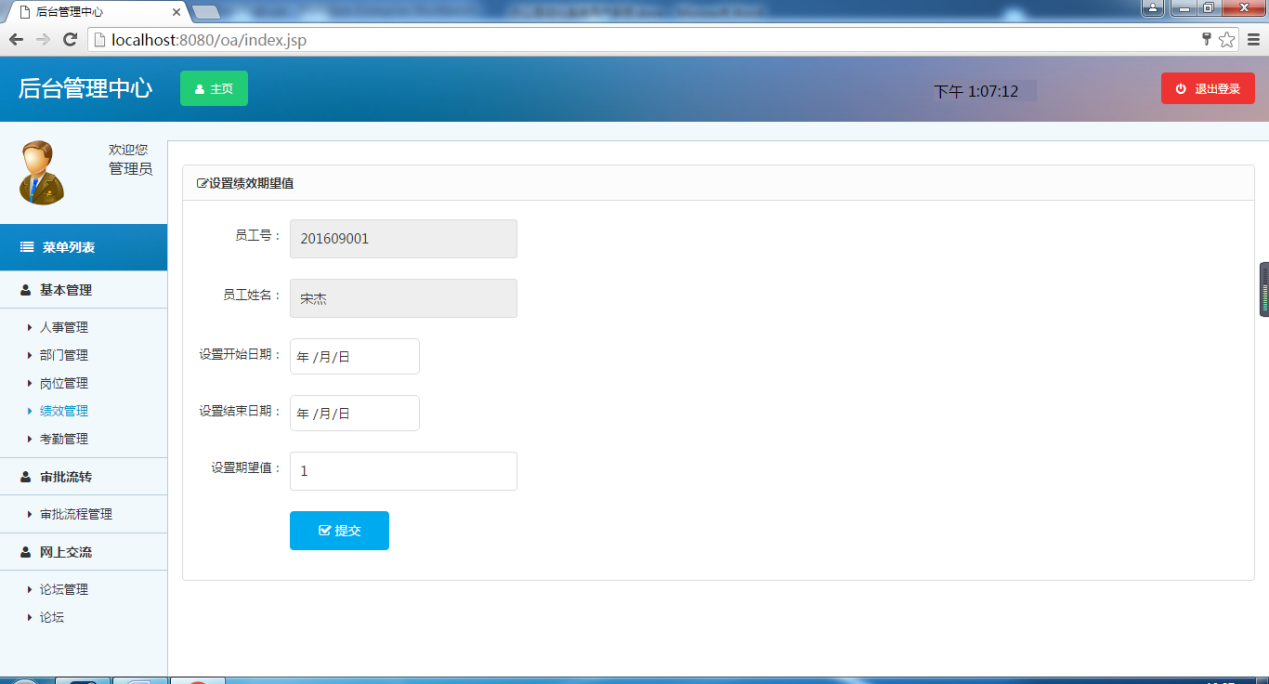 后台管理中心
localhost:8080/oa/index.jsp
后台管理中心 主页 下午 1:07:12 退出登录
欢迎您
管理员
菜单列表
基本管理
人事管理
部门管理
岗位管理
绩效管理
考勤管理
审批流转
审批流程管理
网上交流
论坛管理
论坛
设置绩效期望值
员工号： 201609001
员工姓名： 宋杰
设置开始日期： 年 /月/日
设置结束日期： 年 /月/日
设置期望值： 1
提交